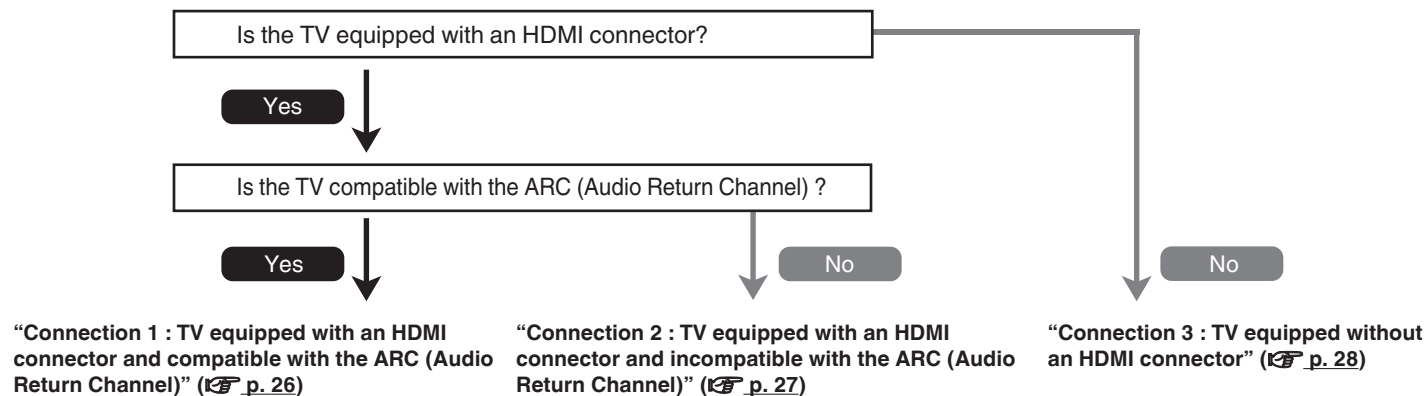 Is the TV equipped with an HDMI connector?
Yes
Is the TV compatible with the ARC (Audio Return Channel) ?
Yes
No
No
“Connection 1 : TV equipped with an HDMI
connector and compatible with the ARC (Audio
Return Channel)” (☞ p. 26)
“Connection 2 : TV equipped with an HDMI
connector and incompatible with the ARC (Audio
Return Channel)” (☞ p. 27)
“Connection 3 : TV equipped without
an HDMI connector” (☞ p. 28)